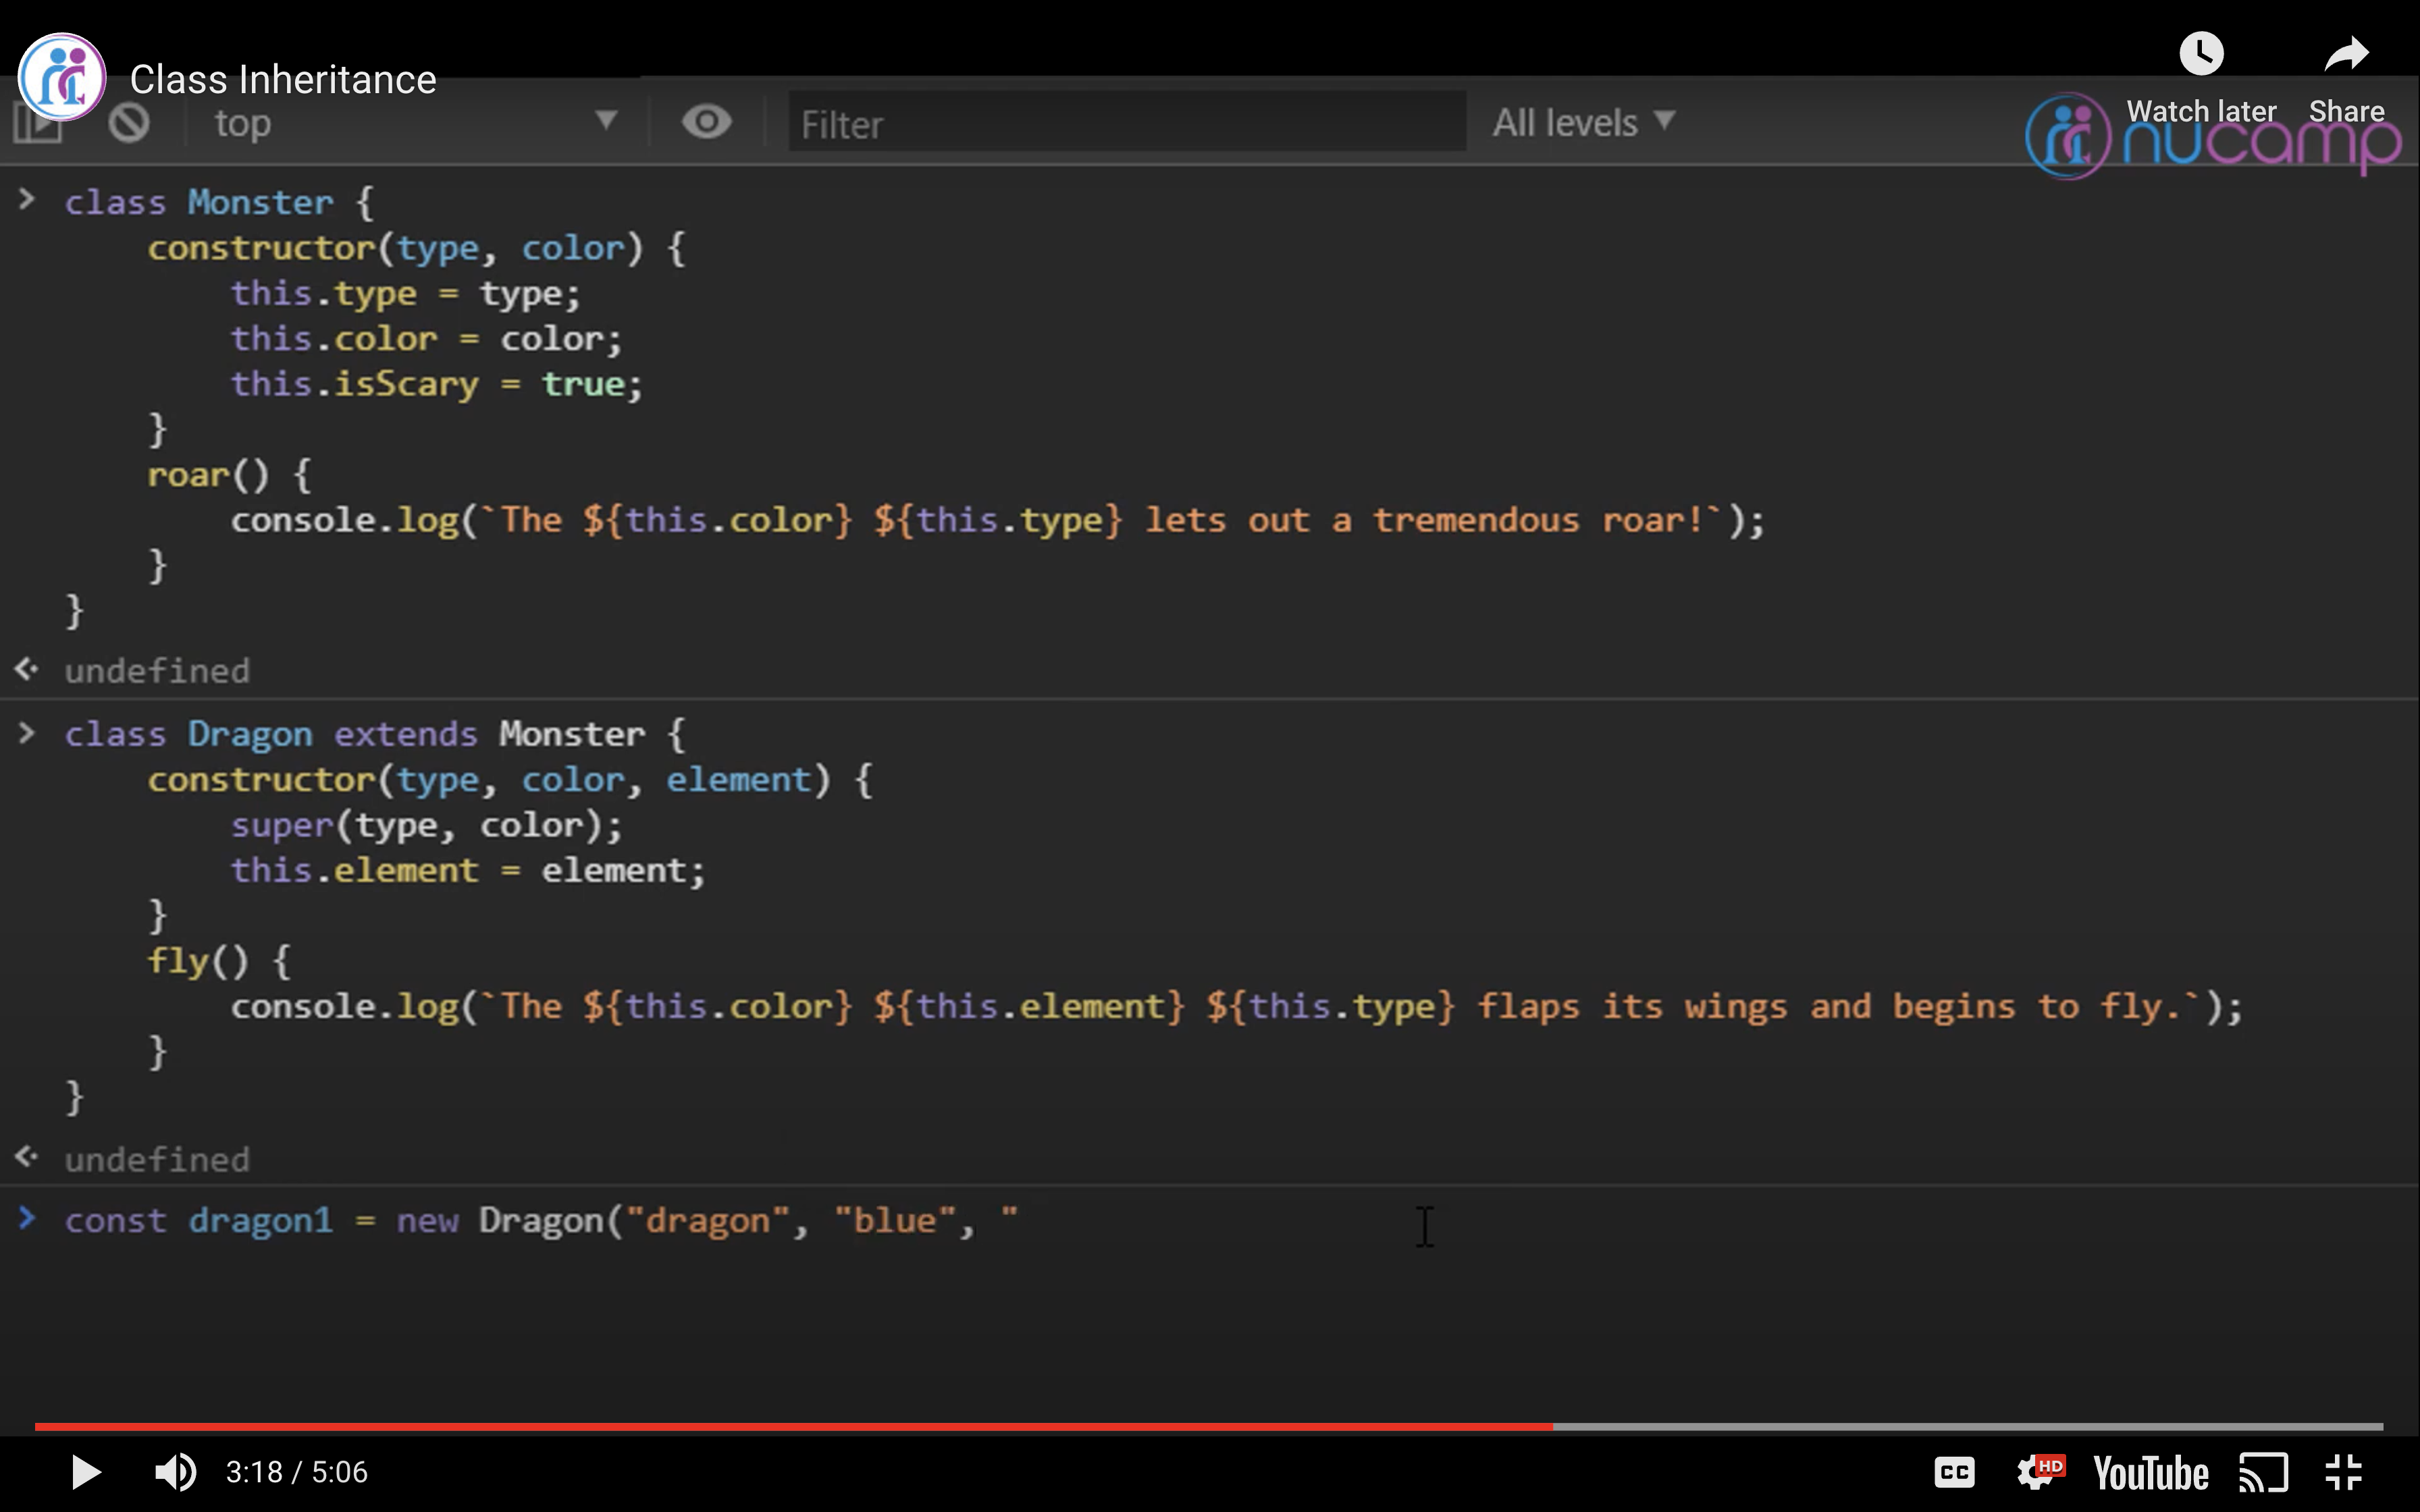 Class Inheritance
Watch later Share
top Filter All levels
nucamp
> class Monster {
constructor(type, color) {
this.type = type;
this.color = color;
this.isScary = true;
}
roar() {
console.log(`The ${this.color} ${this.type} lets out a tremendous roar!`);
}
}
undefined
> class Dragon extends Monster {
constructor(type, color, element) {
super(type, color);
this.element = element;
}
fly() {
console.log(`The ${this.color} ${this.element} ${this.type} flaps its wings and begins to fly.`);
}
}
undefined
> const dragon1 = new Dragon("dragon", "blue", "
3:18 / 5:06 CC HD YouTube